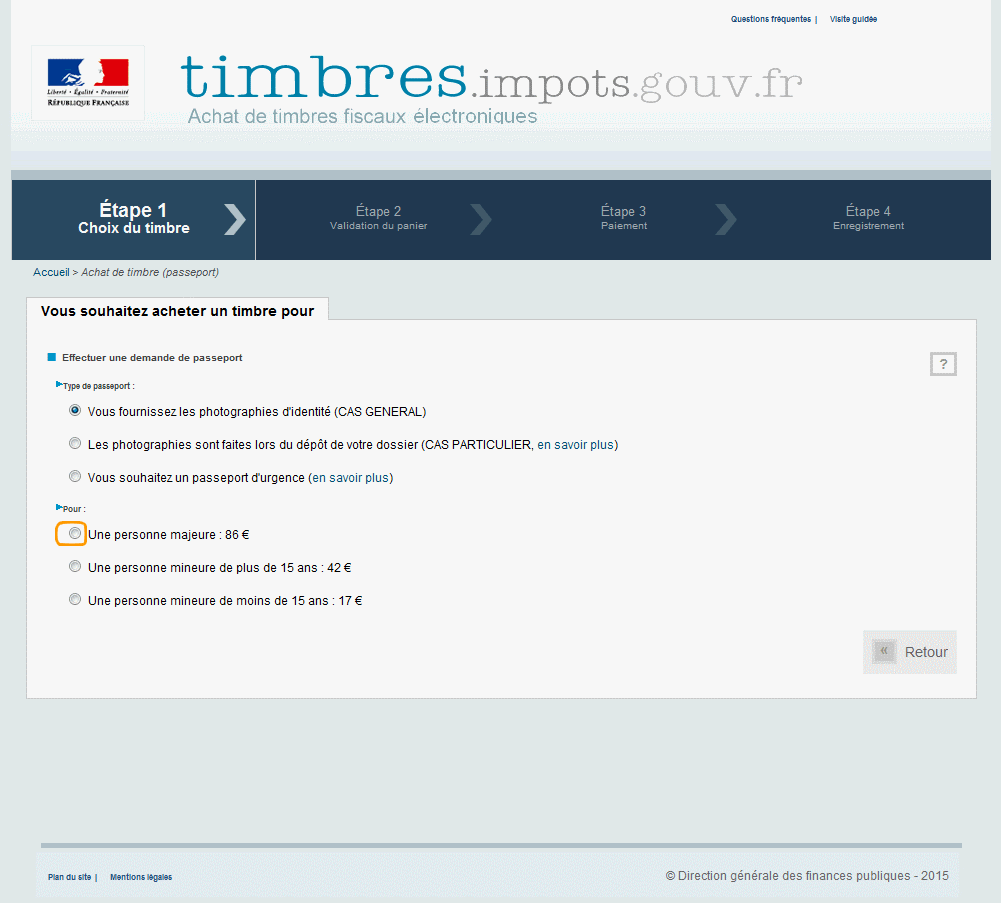 Questions fréquentes | Visite guidée
Liberté • Égalité • Fraternité
RÉPUBLIQUE FRANÇAISE
timbres.impots.gouv.fr
Achat de timbres fiscaux électroniques
Étape 1
Choix du timbre
Étape 2
Validation du panier
Étape 3
Paiement
Étape 4
Enregistrement
Accueil > Achat de timbre (passeport)
Vous souhaitez acheter un timbre pour
Effectuer une demande de passeport
?
Type de passeport :
Vous fournissez les photographies d'identité (CAS GENERAL)
Les photographies sont faites lors du dépôt de votre dossier (CAS PARTICULIER, en savoir plus)
Vous souhaitez un passeport d'urgence (en savoir plus)
Pour :
Une personne majeure : 86 €
Une personne mineure de plus de 15 ans : 42 €
Une personne mineure de moins de 15 ans : 17 €
« Retour
Plan du site | Mentions légales
© Direction générale des finances publiques - 2015